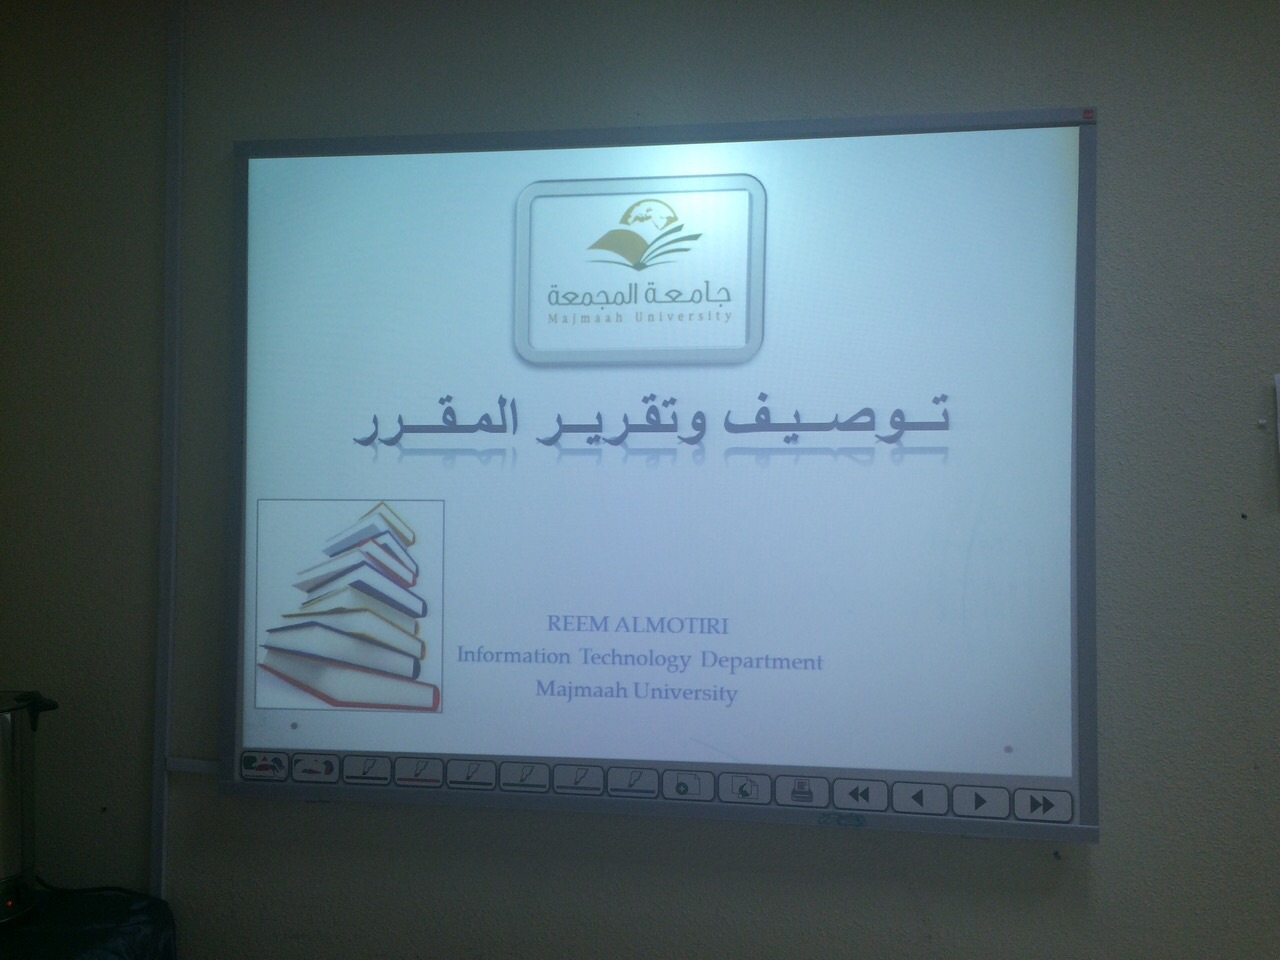 جامعة المجمعة
Majmaah University
توصيف وتقرير المقرر
REEM ALMOTIRI
Information Technology Department
Majmaah University